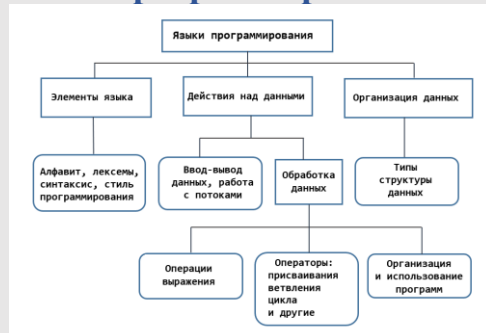 Языки программирования
Элементы языка
Действия над данными
Организация данных
Алфавит, лексемы,
синтаксис, стиль
программирования
Ввод-вывод
данных, работа
с потоками
Обработка
данных
Типы
структуры
данных
Операции
выражения
Операторы:
присваивания
ветвления
цикла
и другие
Организация
и использование
программ